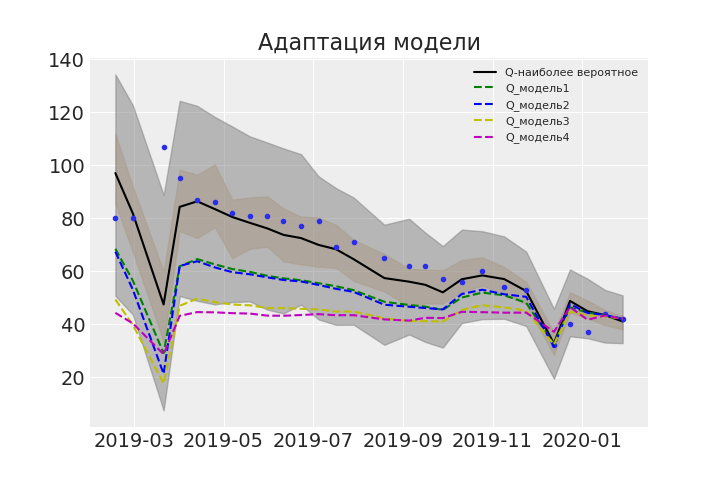 Адаптация модели
140
120
100
80
60
40
20
Q-наиболее вероятное
Q_модель1
Q_модель2
Q_модель3
Q_модель4
2019-03 2019-05 2019-07 2019-09 2019-11 2020-01